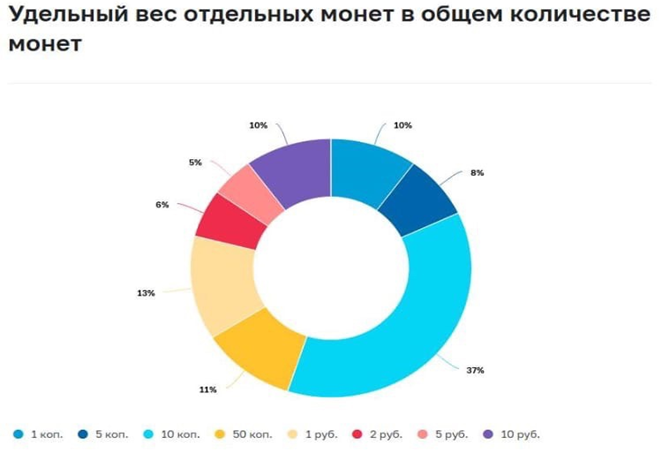 Удельный вес отдельных монет в общем количестве
монет
10%
10%
5%
8%
6%
13%
37%
11%
1 коп.
5 коп.
10 коп.
50 коп.
1 руб.
2 руб.
5 руб.
10 руб.